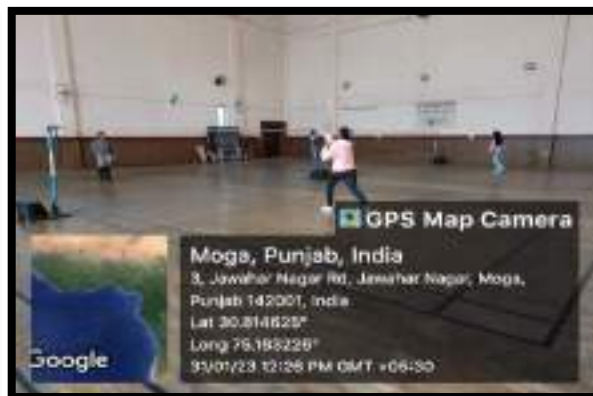 GPS Map Camera
Moga, Punjab, India
3, Jawahar Nagar Rd, Jawahar Nagar, Moga,
Punjab 142001, India
Lat 30.814625°
Long 75.163226°
31/01/23 12:26 PM GMT +05:30
Google